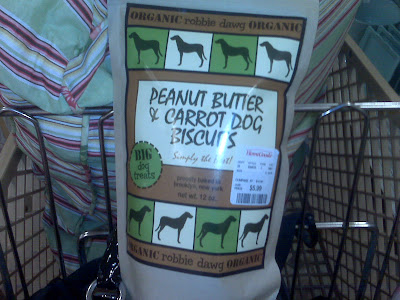 ORGANIC robbie dawg ORGANIC
PEANUT BUTTER
& CARROT DOG
BISCUITS
Simply the best!
BIG
dog
treats
proudly baked in
brooklyn, new york
net wt. 12 oz.
HomeGoods
$5.99
ORGANIC robbie dawg ORGANIC